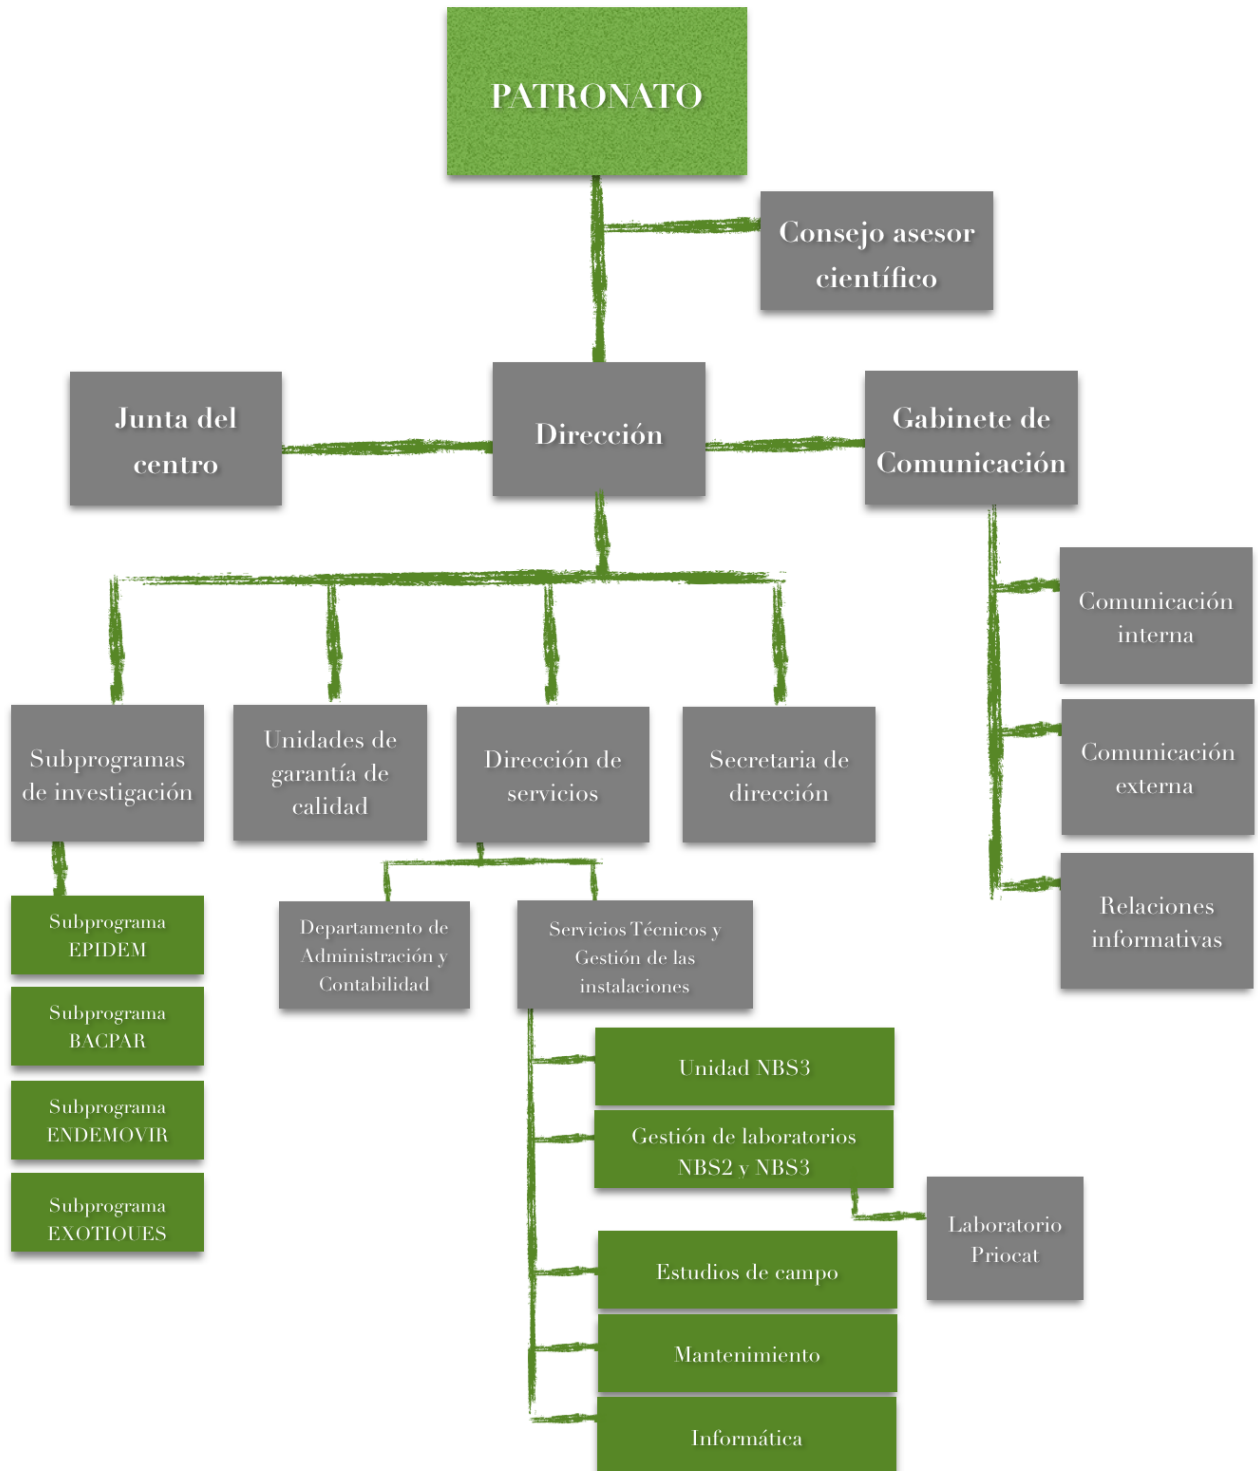 PATRONATO
Consejo asesor
científico
Junta del
centro
Dirección
Gabinete de
Comunicación
Comunicación
interna
Comunicación
externa
Relaciones
informativas
Subprogramas
de investigación
Unidades de
garantía de
calidad
Dirección de
servicios
Secretaria de
dirección
Subprograma
EPIDEM
Subprograma
BACPAR
Subprograma
ENDEMOVIR
Subprograma
EXOTIQUES
Departamento de
Administración y
Contabilidad
Servicios Técnicos y
Gestión de las
instalaciones
Unidad NBS3
Gestión de laboratorios
NBS2 y NBS3
Laboratorio
Priocat
Estudios de campo
Mantenimiento
Informática